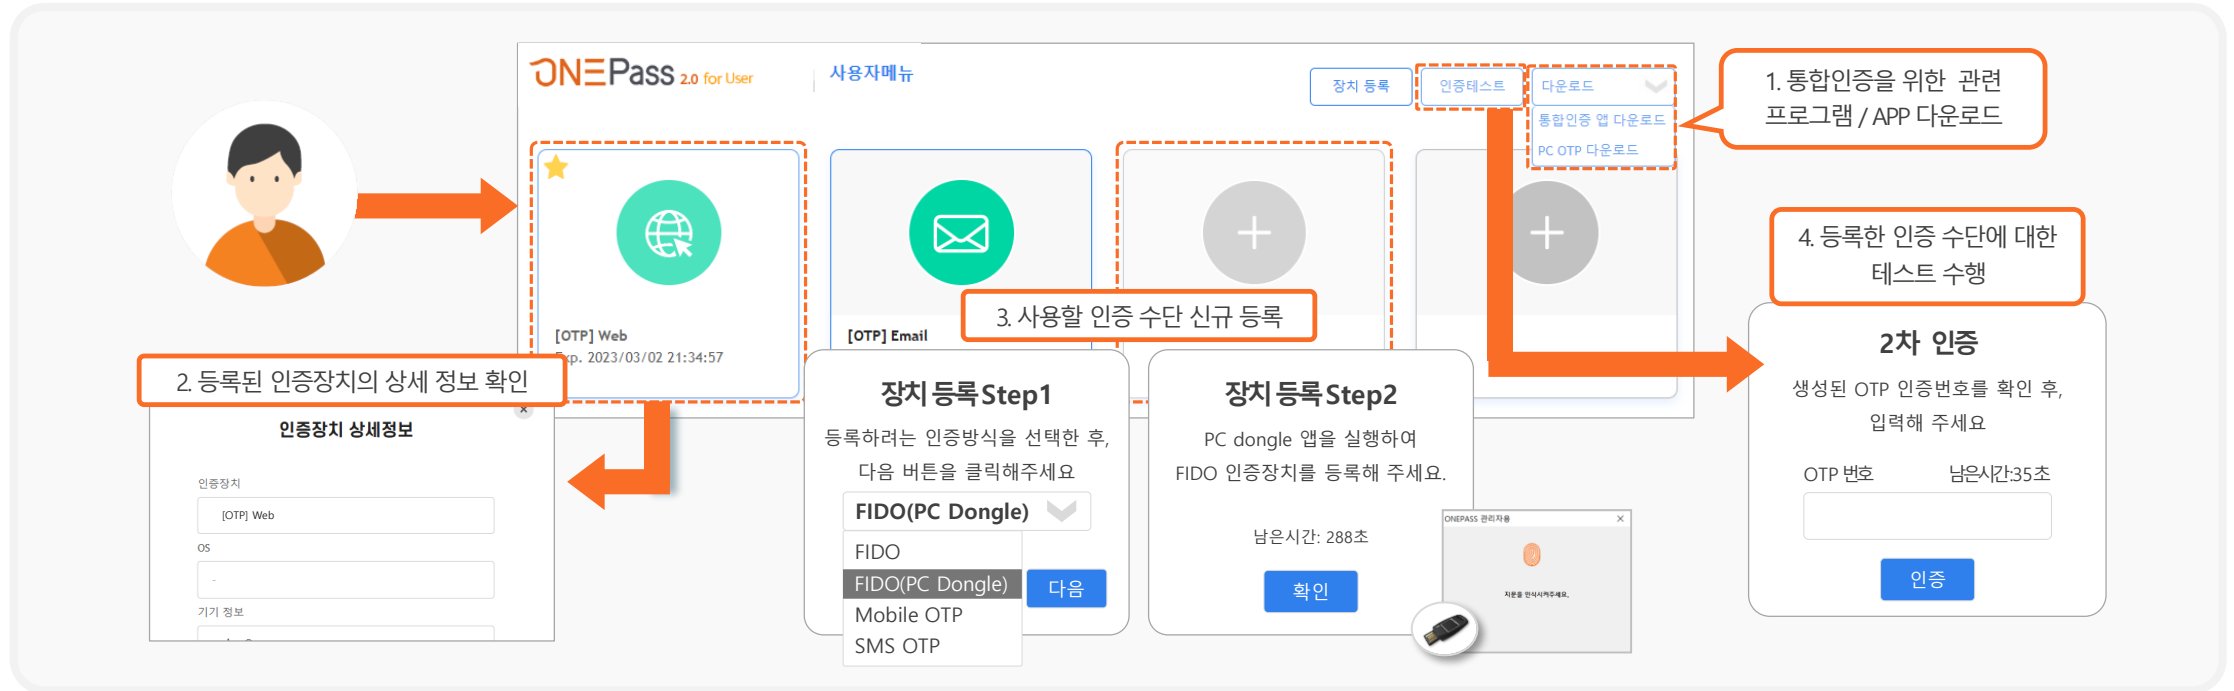 ONEPass 2.0 for User
사용자메뉴
장치 등록
인증테스트
다운로드
통합인증 앱 다운로드
PC OTP 다운로드
1. 통합인증을 위한 관련
프로그램 / APP 다운로드
[OTP] Web
Exp. 2023/03/02 21:34:57
[OTP] Email
2. 등록된 인증장치의 상세 정보 확인
인증장치 상세정보
인증장치
[OTP] Web
OS
-
기기 정보
3. 사용할 인증 수단 신규 등록
장치 등록 Step1
등록하려는 인증방식을 선택한 후,
다음 버튼을 클릭해주세요
FIDO(PC Dongle)
FIDO
FIDO(PC Dongle)
Mobile OTP
SMS OTP
다음
장치 등록 Step2
PC dongle 앱을 실행하여
FIDO 인증장치를 등록해 주세요.
남은시간: 288초
확인
ONEPASS 관리자용
지문을 인식시켜주세요.
4. 등록한 인증 수단에 대한
테스트 수행
2차 인증
생성된 OTP 인증번호를 확인 후,
입력해 주세요
OTP 번호
남은시간:35초
인증